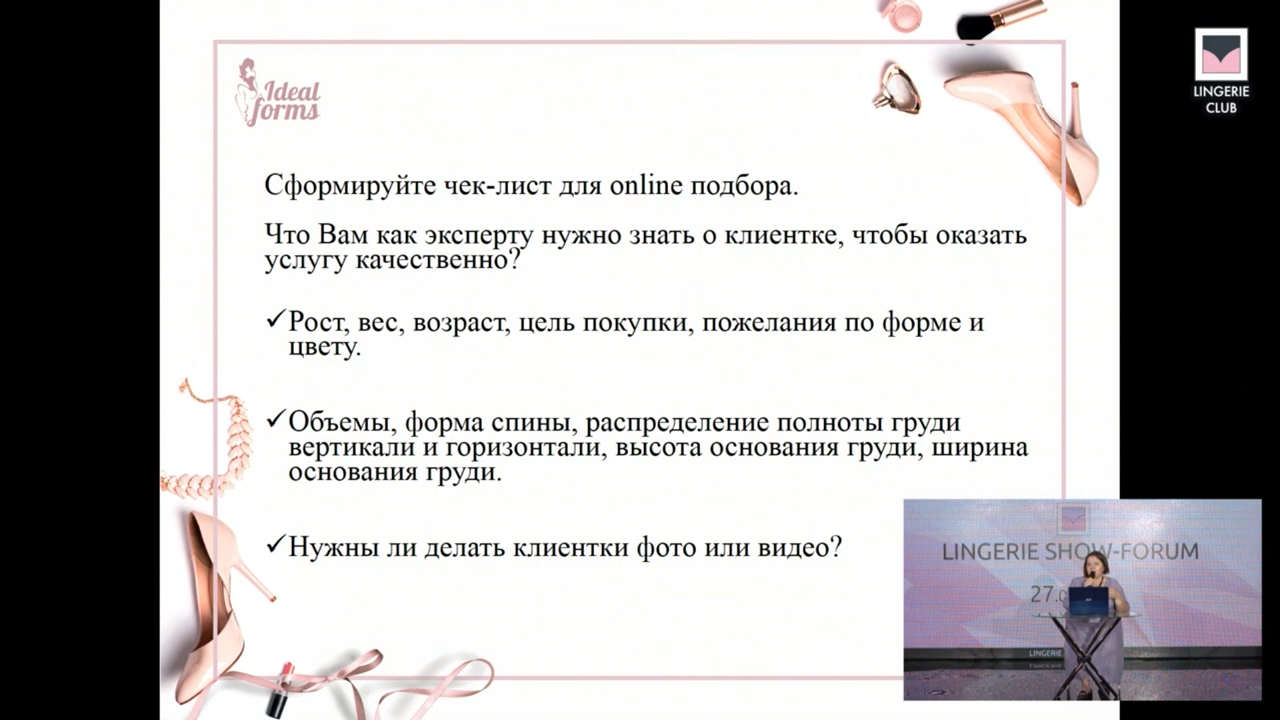 Ideal
forms
LINGERIE
CLUB
Сформируйте чек-лист для online подбора.
Что Вам как эксперту нужно знать о клиентке, чтобы оказать
услугу качественно?
✓Рост, вес, возраст, цель покупки, пожелания по форме и
цвету.
✓Объемы, форма спины, распределение полноты груди
вертикали и горизонтали, высота основания груди, ширина
основания груди.
✓Нужны ли делать клиентки фото или видео?
LINGERIE SHOW-FORUM
27.
LINGERIE